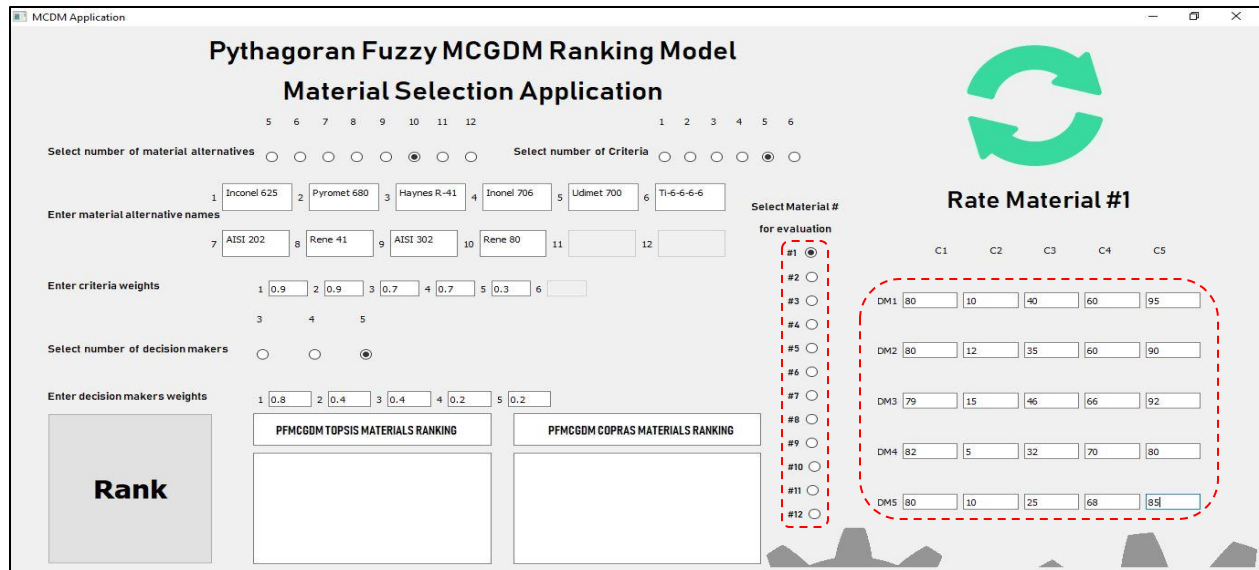 MCDM Application
Pythagoran Fuzzy MCGDM Ranking Model
Material Selection Application
5 6 7 8 9 10 11 12
1 2 3 4 5 6
Select number of material alternatives
Select number of Criteria
1 Inconel 625 2 Pyromet 680 3 Haynes R-41 4 Inonel 706 5 Udimet 700 6 Ti-6-6-6-6
Enter material alternative names
7 AISI 202 8 Rene 41 9 AISI 302 10 Rene 80 11 12
Enter criteria weights 1 0.9 2 0.9 3 0.7 4 0.7 5 0.3 6
3 4 5
Select number of decision makers
Enter decision makers weights 1 0.8 2 0.4 3 0.4 4 0.2 5 0.2
Rank
PFMCGDM TOPSIS MATERIALS RANKING
PFMCGDM COPRAS MATERIALS RANKING
Select Material #
for evaluation
#1
#2
#3
#4
#5
#6
#7
#8
#9
#10
#11
#12
Rate Material #1
C1 C2 C3 C4 C5
DM1 80 10 40 60 95
DM2 80 12 35 60 90
DM3 79 15 46 66 92
DM4 82 5 32 70 80
DM5 80 10 25 68 85